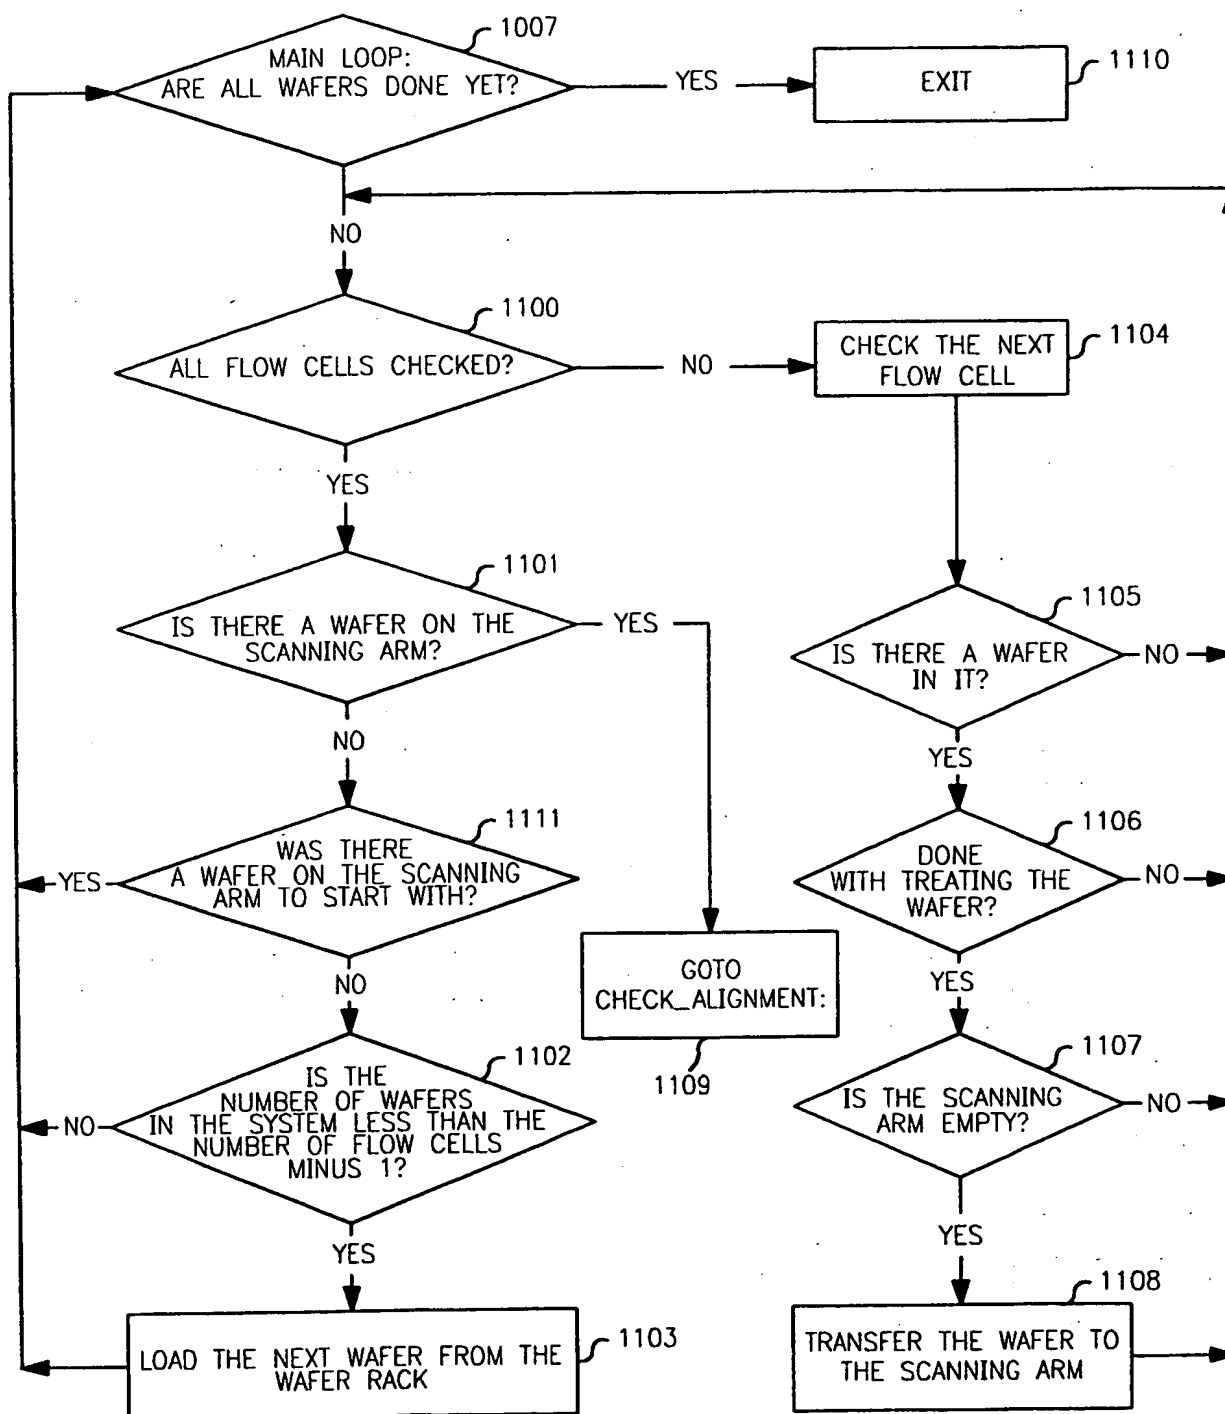 1007
MAIN LOOP:
ARE ALL WAFERS DONE YET?
YES
EXIT
1110
NO
1100
ALL FLOW CELLS CHECKED?
NO
CHECK THE NEXT
FLOW CELL
1104
YES
1101
IS THERE A WAFER ON THE
SCANNING ARM?
YES
1105
IS THERE A WAFER
IN IT?
NO
NO
YES
1111
WAS THERE
A WAFER ON THE SCANNING
ARM TO START WITH?
YES
1106
DONE
WITH TREATING THE
WAFER?
NO
GOTO
CHECK_ALIGNMENT:
1109
NO
YES
1102
IS THE
NUMBER OF WAFERS
IN THE SYSTEM LESS THAN THE
NUMBER OF FLOW CELLS
MINUS 1?
NO
1107
IS THE SCANNING
ARM EMPTY?
NO
YES
YES
LOAD THE NEXT WAFER FROM THE
WAFER RACK
1103
1108
TRANSFER THE WAFER TO
THE SCANNING ARM